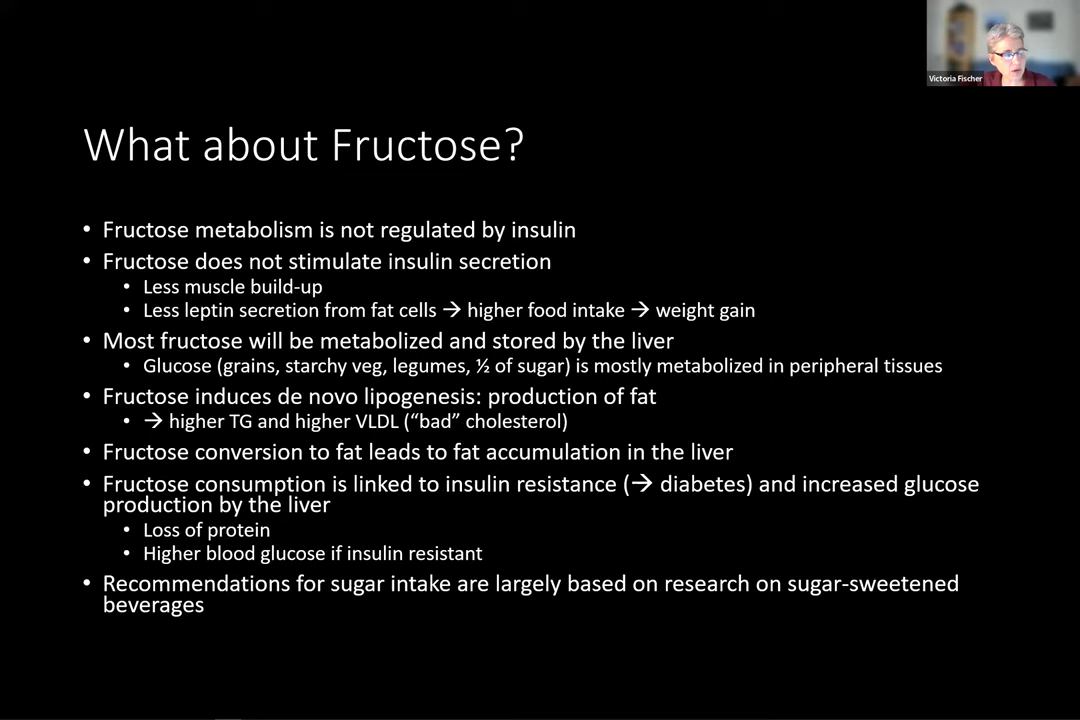 Victoria Fischer
What about Fructose?
• Fructose metabolism is not regulated by insulin
• Fructose does not stimulate insulin secretion
• Less muscle build-up
• Less leptin secretion from fat cells → higher food intake → weight gain
• Most fructose will be metabolized and stored by the liver
• Glucose (grains, starchy veg, legumes, ½ of sugar) is mostly metabolized in peripheral tissues
• Fructose induces de novo lipogenesis: production of fat
• → higher TG and higher VLDL (“bad” cholesterol)
• Fructose conversion to fat leads to fat accumulation in the liver
• Fructose consumption is linked to insulin resistance (→ diabetes) and increased glucose
production by the liver
• Loss of protein
• Higher blood glucose if insulin resistant
• Recommendations for sugar intake are largely based on research on sugar-sweetened
beverages